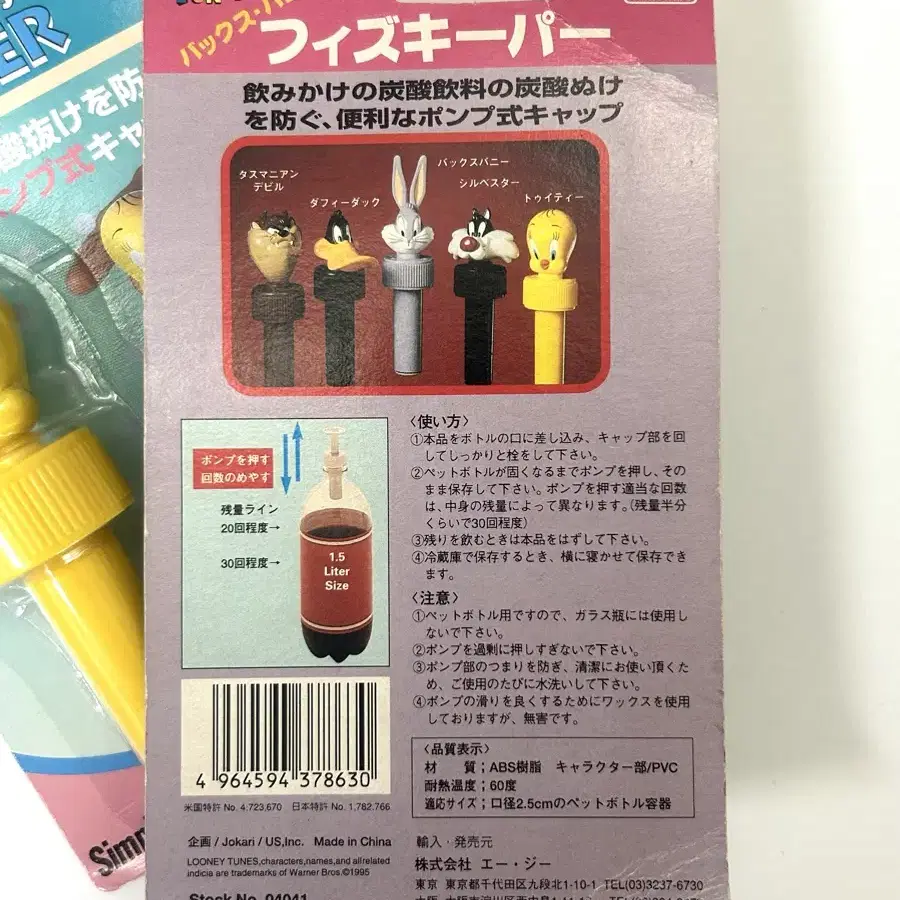 バックス・バ
フィズキーパー
ER
酸抜けを防
ンプ式キャ
飲みかけの炭酸飲料の炭酸ぬけ
を防ぐ、便利なポンプ式キャップ
タスマニアン
デビル
ダフィーダック
バックスバニー
シルベスター
トゥイティー
ポンプを押す
回数のめやす
残量ライン
20回程度→
30回程度→
1.5
Liter
Size
〈使い方〉
①本品をボトルの口に差し込み、キャップ部を回
してしっかりと栓をして下さい。
②ペットボトルが固くなるまでポンプを押し、その
まま保存して下さい。ポンプを押す適当な回数
は、中身の残量によって異なります。(残量半分
くらいで30回程度)
③残りを飲むときは本品をはずして下さい。
④冷蔵庫で保存するとき、横に寝かせて保存でき
ます。
〈注意〉
①ペットボトル用ですので、ガラス瓶には使用し
ないで下さい。
②ポンプを過剰に押しすぎないで下さい。
③ポンプ部のつまりを防ぎ、清潔にお使い頂くた
め、ご使用のたびに水洗いして下さい。
④ポンプの滑りを良くするためにワックスを使用
しておりますが、無害です。
〈品質表示〉
材 質;ABS樹脂 キャラクター部/PVC
耐熱温度;60度
適応サイズ;口径2.5cmのペットボトル容器
4 964594 378630
米国特許 No. 4,723,670 日本特許 No. 1,782,766
企画 / Jokari / US,Inc. Made in China
LOONEY TUNES,characters,names,and allrelated
indicia are trademarks of Warner Bros.©1995
Stock No. 04041
輸入・発売元
株式会社 エー・ジー
東京 東京都千代田区九段北1-10-1 TEL(03)3237-6730
Simp